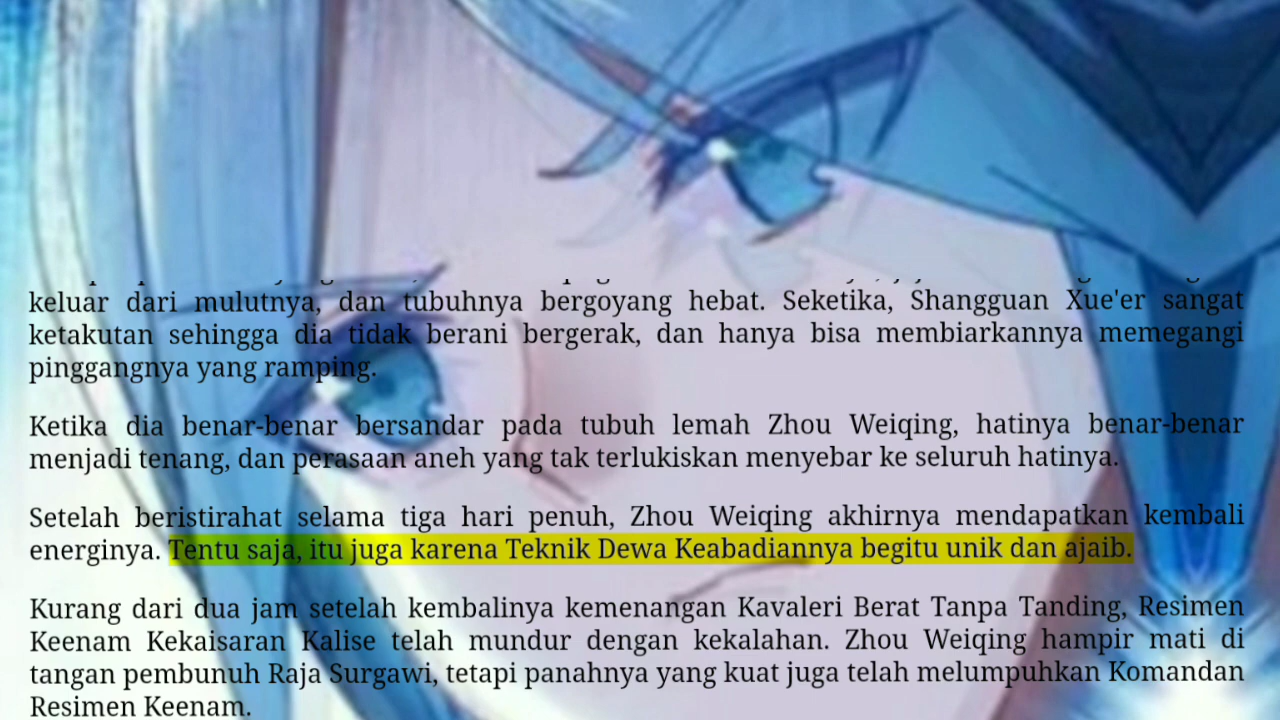 keluar dari mulutnya, dan tubuhnya bergoyang hebat. Seketika, Shangguan Xue'er sangat
ketakutan sehingga dia tidak berani bergerak, dan hanya bisa membiarkannya memegangi
pinggangnya yang ramping.
Ketika dia benar-benar bersandar pada tubuh lemah Zhou Weiqing, hatinya benar-benar
menjadi tenang, dan perasaan aneh yang tak terlukiskan menyebar ke seluruh hatinya.
Setelah beristirahat selama tiga hari penuh, Zhou Weiqing akhirnya mendapatkan kembali
energinya. Tentu saja, itu juga karena Teknik Dewa Keabadiannya begitu unik dan ajaib.
Kurang dari dua jam setelah kembalinya kemenangan Kavaleri Berat Tanpa Tanding, Resimen
Keenam Kekaisaran Kalise telah mundur dengan kekalahan. Zhou Weiqing hampir mati di
tangan pembunuh Raja Surgawi, tetapi panahnya yang kuat juga telah melumpuhkan Komandan
Resimen Keenam.